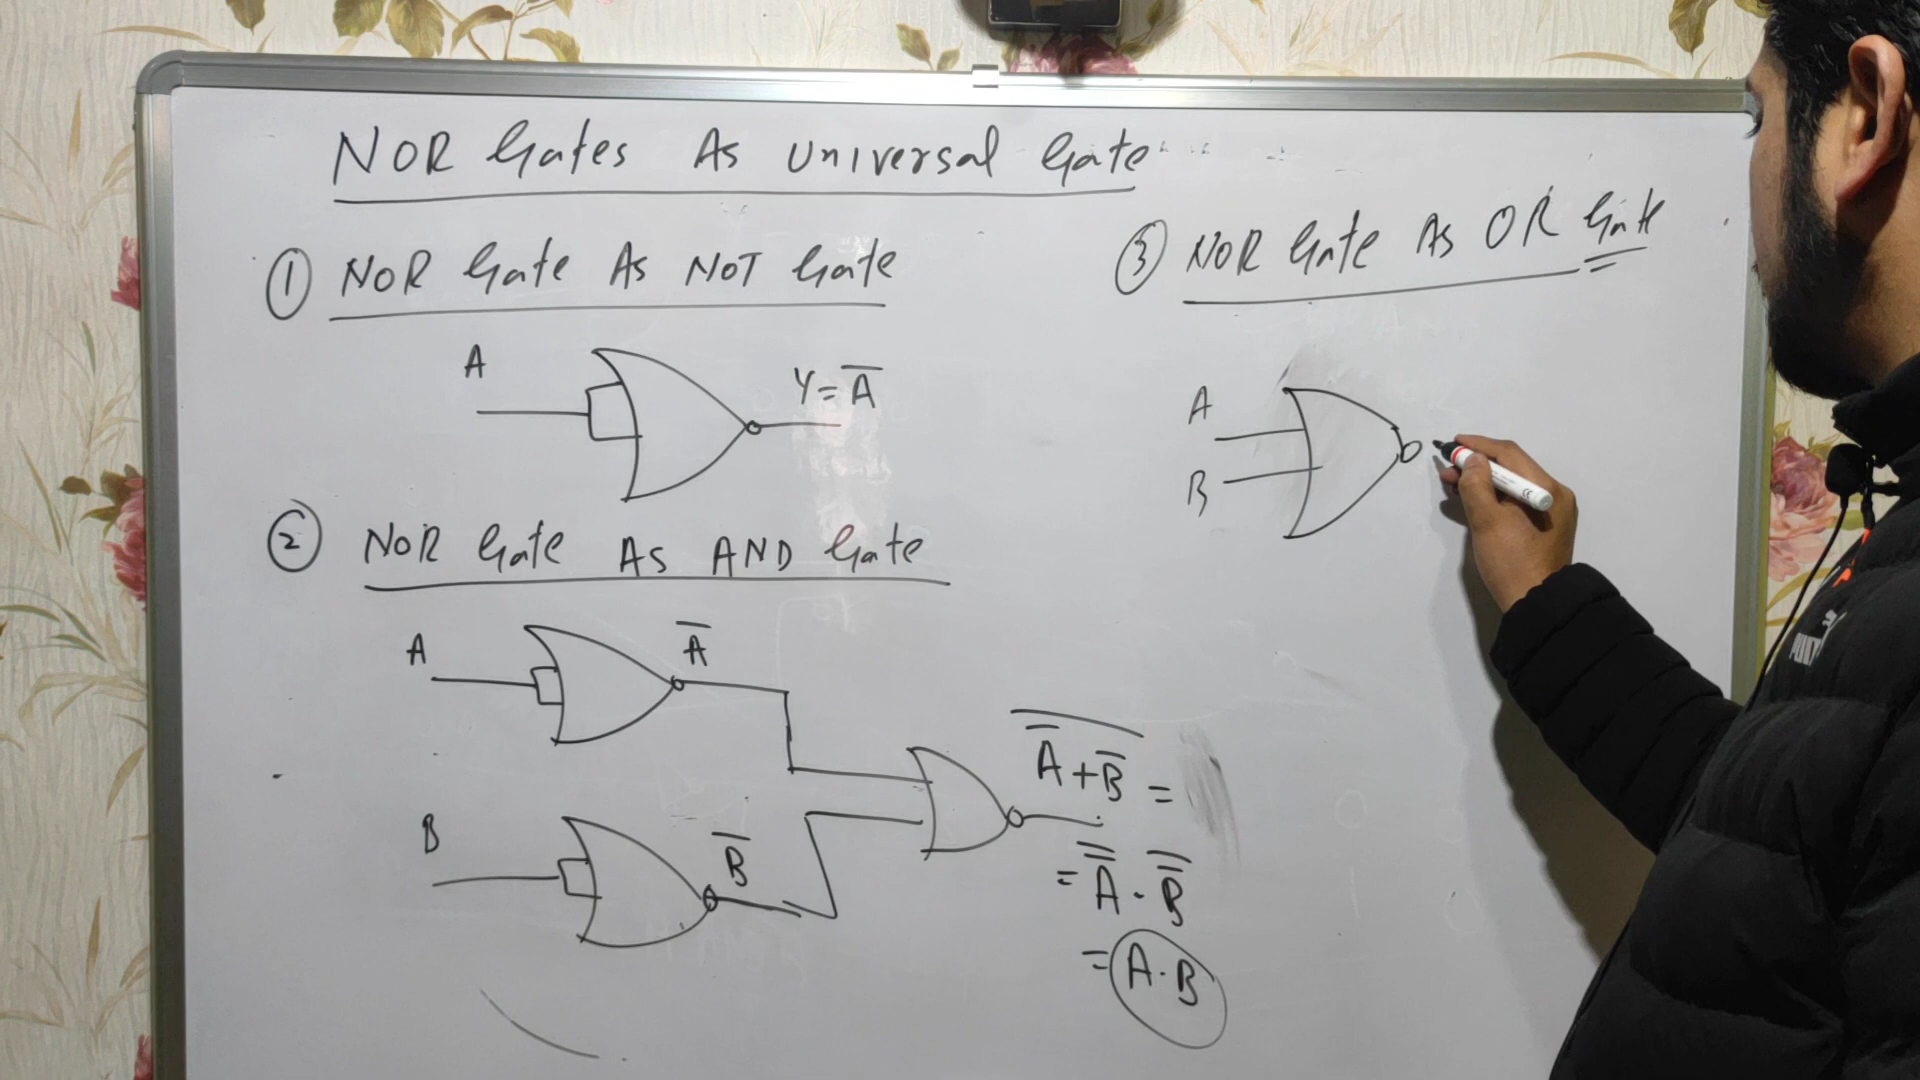 NOR Gates As Universal Gate
① NOR Gate As NOT Gate
A
Y = A̅
② NOR Gate As AND Gate
A
A̅
B
B̅
\overline{A̅ + B̅} =
= A̿ · B̿
= A · B
③ NOR Gate As OR Gate
A
B